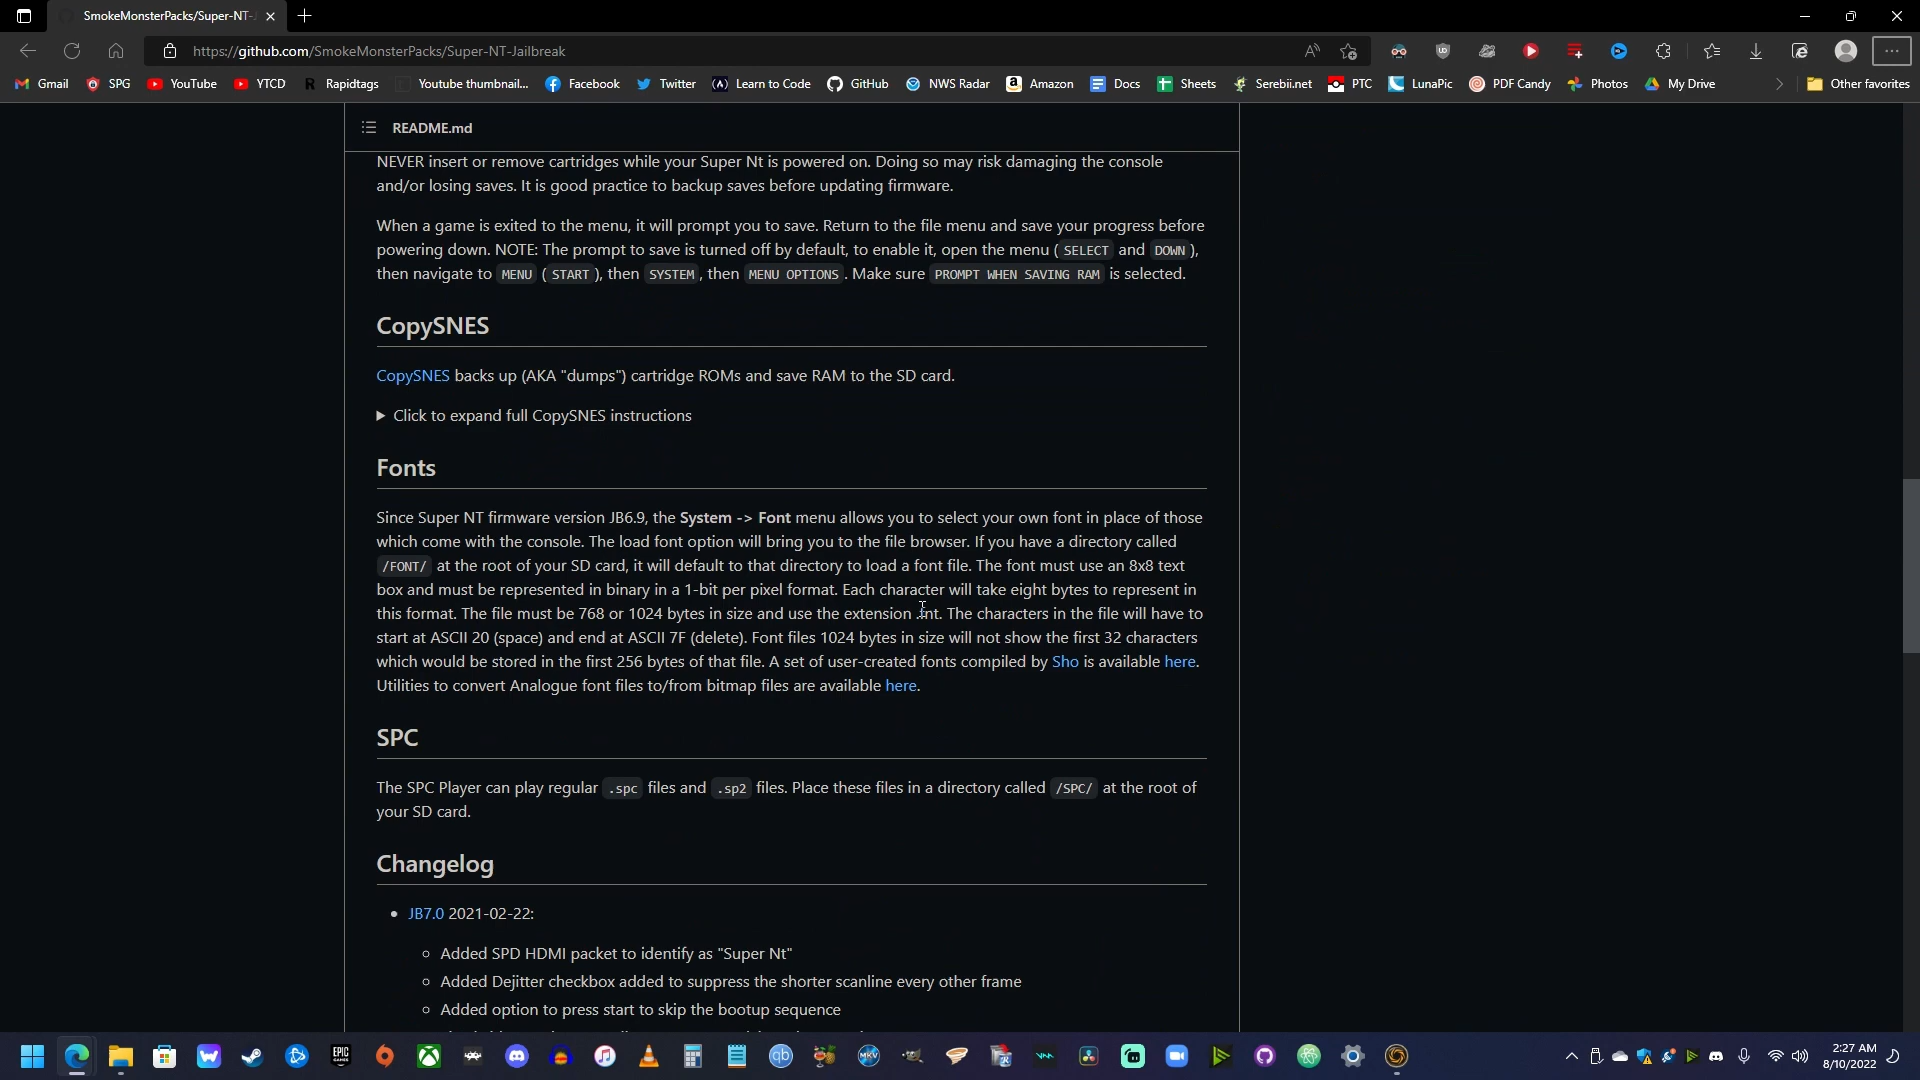 SmokeMonsterPacks/Super-NT-
https://github.com/SmokeMonsterPacks/Super-NT-Jailbreak
Gmail SPG YouTube YTCD Rapidtags Youtube thumbnail... Facebook Twitter Learn to Code GitHub NWS Radar Amazon Docs Sheets Serebii.net PTC LunaPic PDF Candy Photos My Drive Other favorites
README.md
NEVER insert or remove cartridges while your Super Nt is powered on. Doing so may risk damaging the console
and/or losing saves. It is good practice to backup saves before updating firmware.
When a game is exited to the menu, it will prompt you to save. Return to the file menu and save your progress before
powering down. NOTE: The prompt to save is turned off by default, to enable it, open the menu ( SELECT and DOWN ),
then navigate to MENU ( START ), then SYSTEM , then MENU OPTIONS . Make sure PROMPT WHEN SAVING RAM is selected.
CopySNES
CopySNES backs up (AKA "dumps") cartridge ROMs and save RAM to the SD card.
Click to expand full CopySNES instructions
Fonts
Since Super NT firmware version JB6.9, the System -> Font menu allows you to select your own font in place of those
which come with the console. The load font option will bring you to the file browser. If you have a directory called
/FONT/ at the root of your SD card, it will default to that directory to load a font file. The font must use an 8x8 text
box and must be represented in binary in a 1-bit per pixel format. Each character will take eight bytes to represent in
this format. The file must be 768 or 1024 bytes in size and use the extension .fnt. The characters in the file will have to
start at ASCII 20 (space) and end at ASCII 7F (delete). Font files 1024 bytes in size will not show the first 32 characters
which would be stored in the first 256 bytes of that file. A set of user-created fonts compiled by Sho is available here.
Utilities to convert Analogue font files to/from bitmap files are available here.
SPC
The SPC Player can play regular .spc files and .sp2 files. Place these files in a directory called /SPC/ at the root of
your SD card.
Changelog
JB7.0 2021-02-22:
Added SPD HDMI packet to identify as "Super Nt"
Added Dejitter checkbox added to suppress the shorter scanline every other frame
Added option to press start to skip the bootup sequence
EPIC GAMES
qb
MKV
2:27 AM
8/10/2022